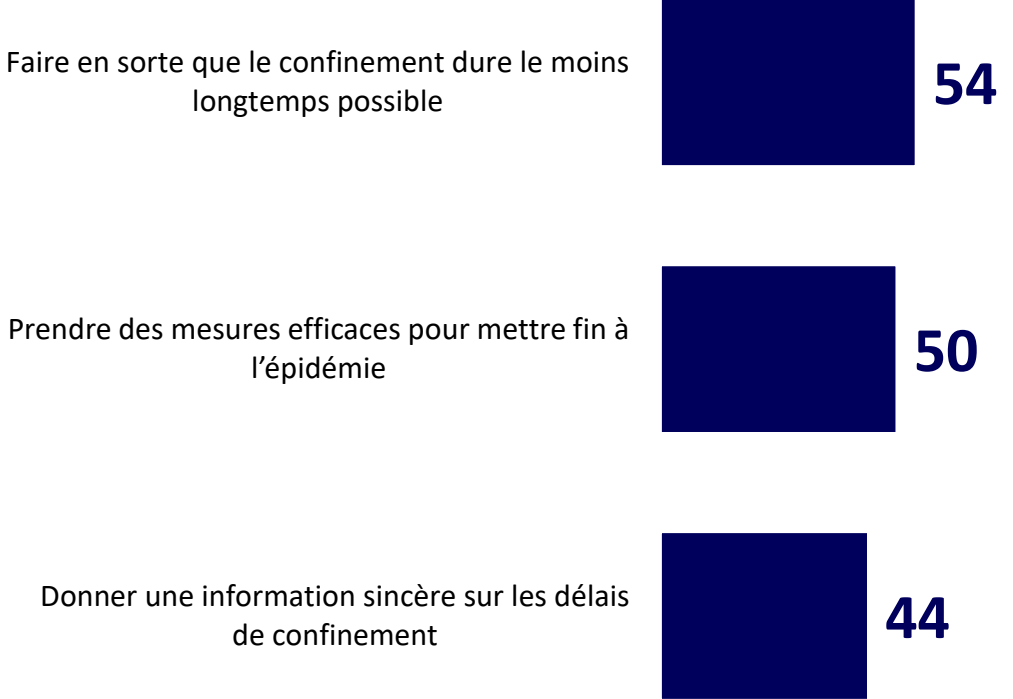 Faire en sorte que le confinement dure le moins
longtemps possible
54
Prendre des mesures efficaces pour mettre fin à
l’épidémie
50
Donner une information sincère sur les délais
de confinement
44